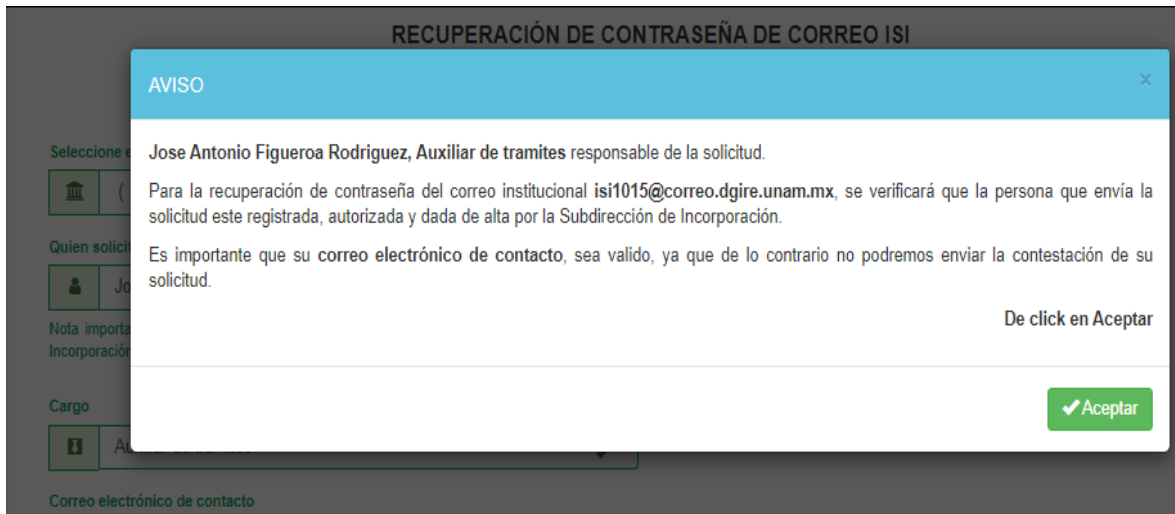 RECUPERACIÓN DE CONTRASEÑA DE CORREO ISI
AVISO
×
Jose Antonio Figueroa Rodriguez, Auxiliar de tramites responsable de la solicitud.
Para la recuperación de contraseña del correo institucional isi1015@correo.dgire.unam.mx, se verificará que la persona que envía la
solicitud este registrada, autorizada y dada de alta por la Subdirección de Incorporación.
Es importante que su correo electrónico de contacto, sea valido, ya que de lo contrario no podremos enviar la contestación de su
solicitud.
De click en Aceptar
Aceptar
Seleccione
(
Quien
Jo
Nota
Incorporación
Cargo
Correo electrónico de contacto